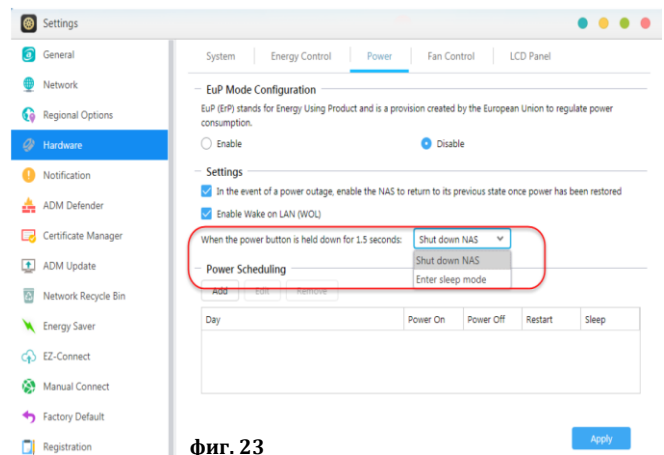 Settings
General
Network
Regional Options
Hardware
Notification
ADM Defender
Certificate Manager
ADM Update
Network Recycle Bin
Energy Saver
EZ-Connect
Manual Connect
Factory Default
Registration
System Energy Control Power Fan Control LCD Panel
EuP Mode Configuration
EuP (ErP) stands for Energy Using Product and is a provision created by the European Union to regulate power
consumption.
Enable Disable
Settings
In the event of a power outage, enable the NAS to return to its previous state once power has been restored
Enable Wake on LAN (WOL)
When the power button is held down for 1.5 seconds: Shut down NAS
Shut down NAS
Enter sleep mode
Power Scheduling
Add Edit Remove
Day Power On Power Off Restart Sleep
Apply
фиг. 23